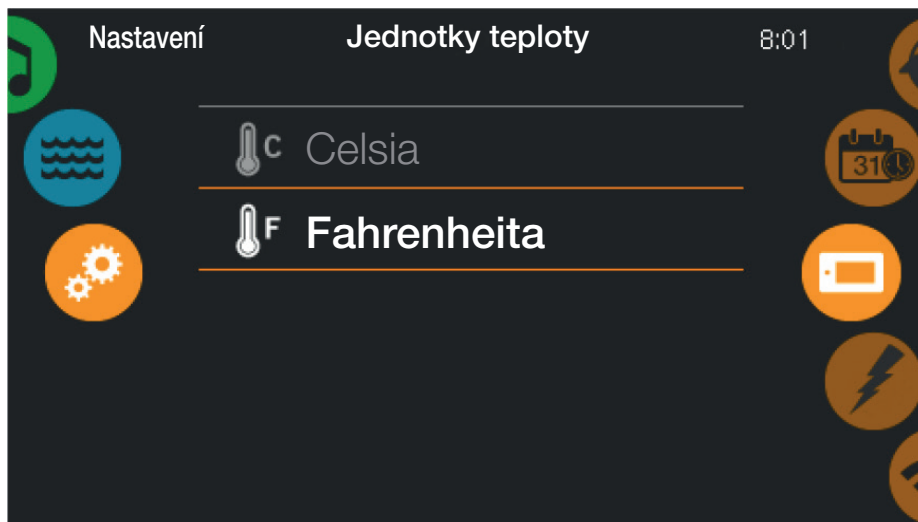 Nastavení
Jednotky teploty
8:01
C Celsia
31
F Fahrenheita